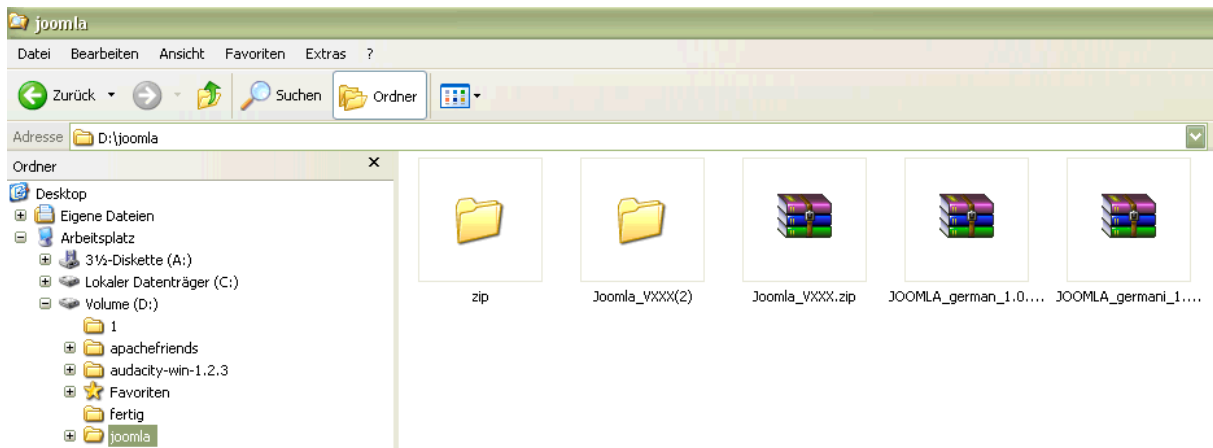 joomla
Datei Bearbeiten Ansicht Favoriten Extras ?
Zurück Suchen Ordner
Adresse D:\joomla
Ordner
Desktop
Eigene Dateien
Arbeitsplatz
3½-Diskette (A:)
Lokaler Datenträger (C:)
Volume (D:)
1
apachefriends
audacity-win-1.2.3
Favoriten
fertig
joomla
zip Joomla_VXXX(2) Joomla_VXXX.zip JOOMLA_german_1.0.... JOOMLA_germani_1....